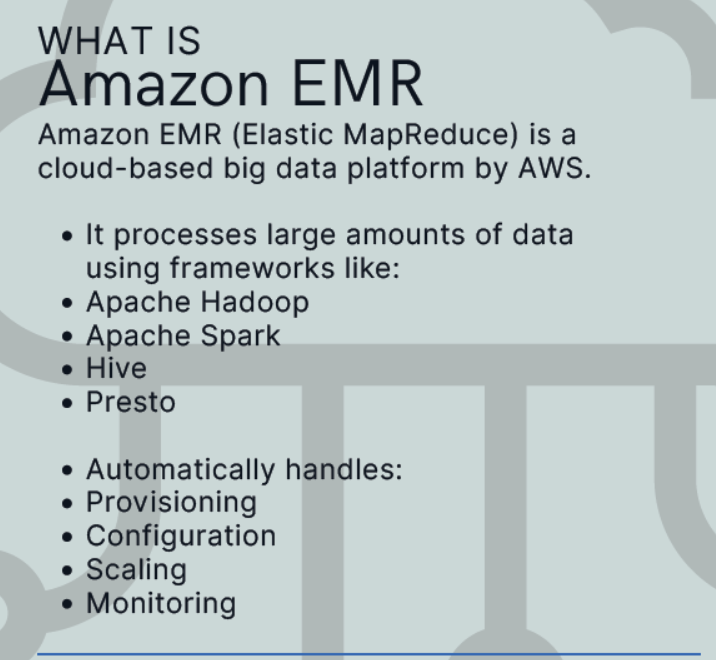 WHAT IS
Amazon EMR
Amazon EMR (Elastic MapReduce) is a
cloud-based big data platform by AWS.
• It processes large amounts of data
using frameworks like:
• Apache Hadoop
• Apache Spark
• Hive
• Presto
• Automatically handles:
• Provisioning
• Configuration
• Scaling
• Monitoring